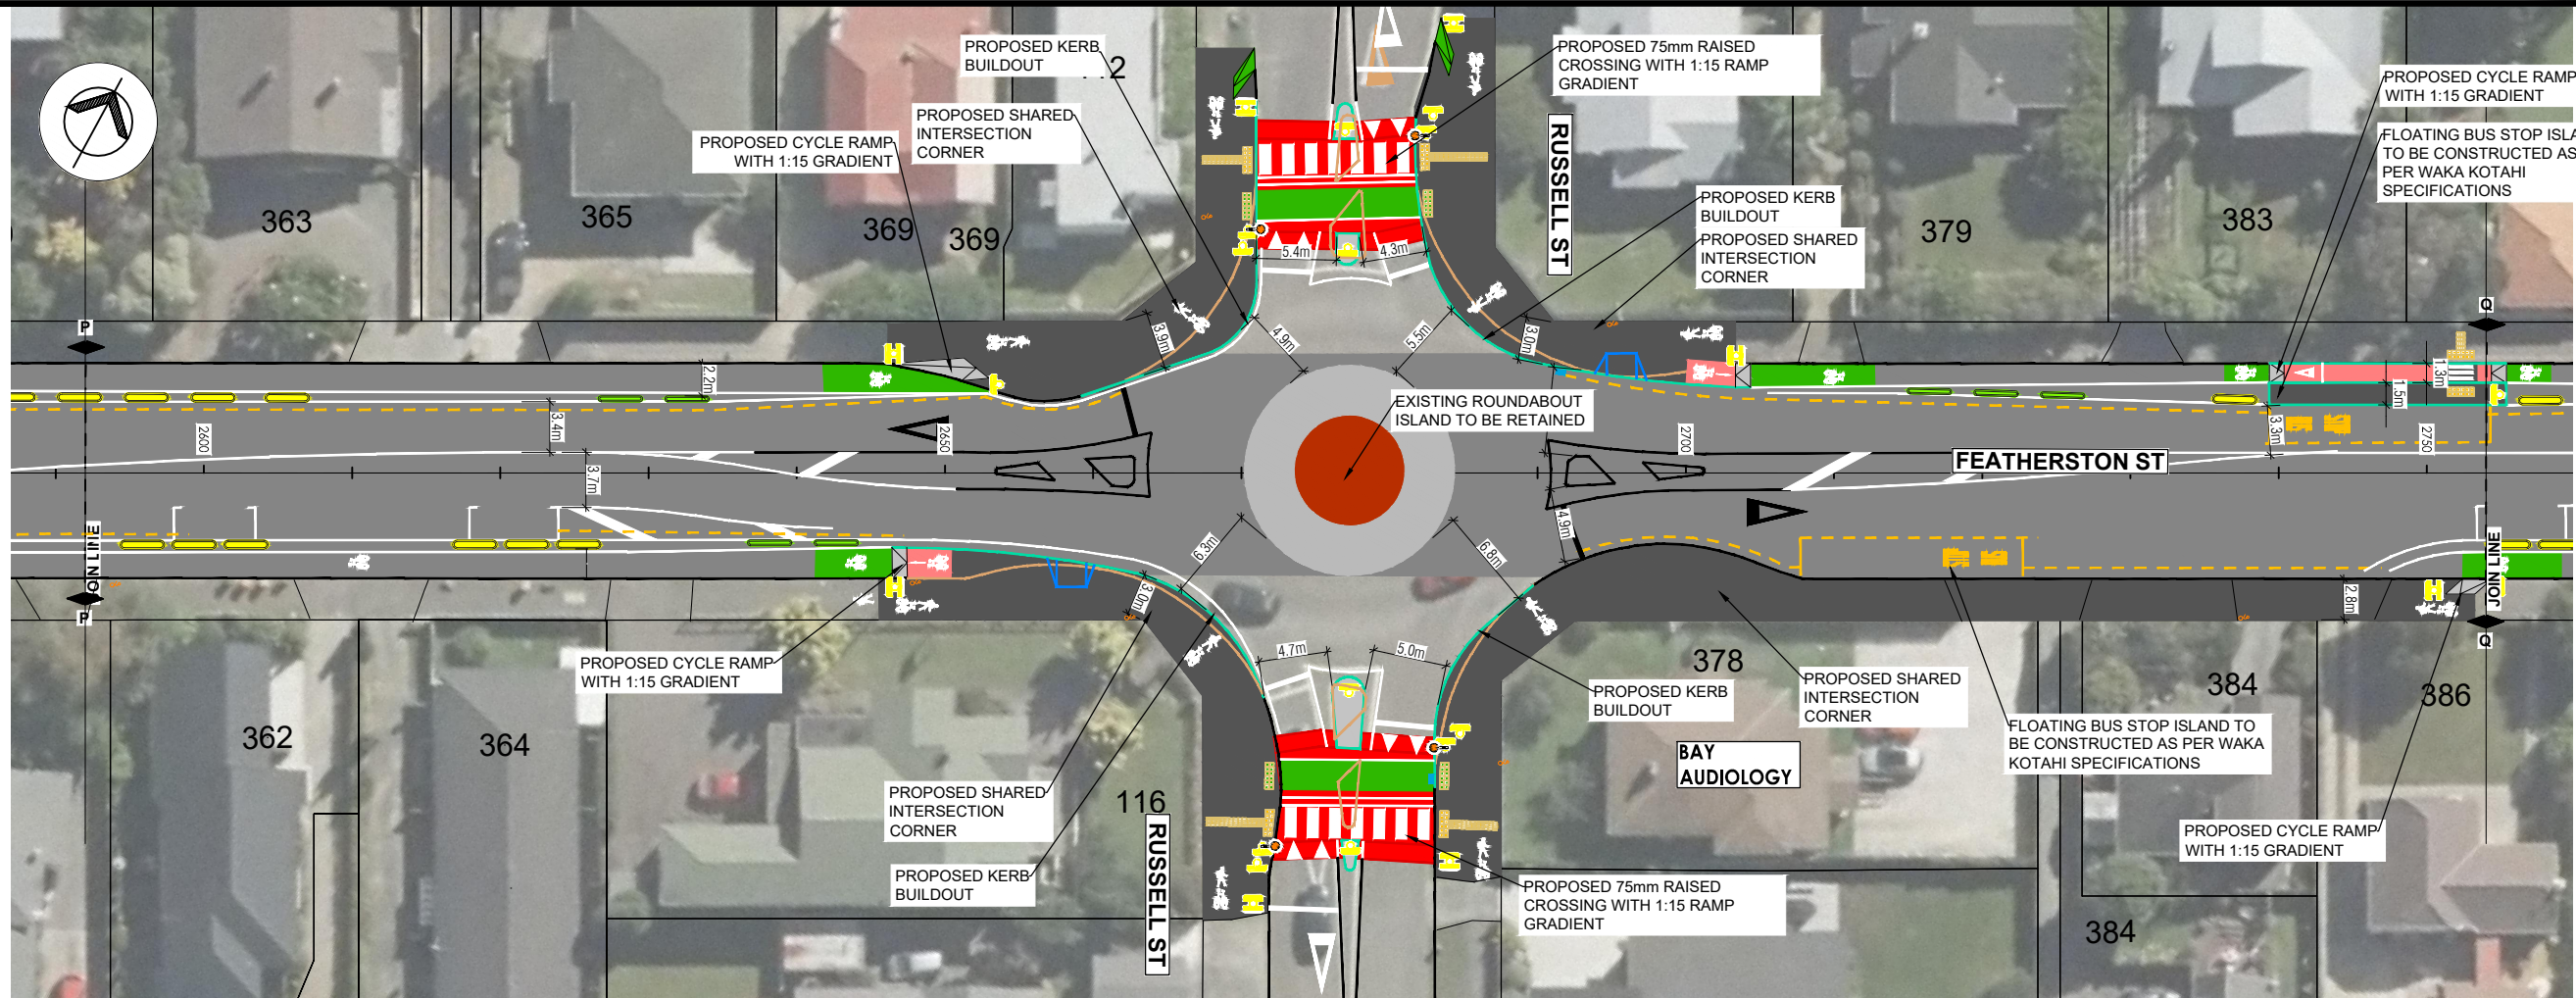 PROPOSED KERB
BUILDOUT
PROPOSED 75mm RAISED
CROSSING WITH 1:15 RAMP
GRADIENT
PROPOSED CYCLE RAMP
WITH 1:15 GRADIENT
PROPOSED SHARED
INTERSECTION
CORNER
PROPOSED CYCLE RAMP
WITH 1:15 GRADIENT
FLOATING BUS STOP ISLA
TO BE CONSTRUCTED AS
PER WAKA KOTAHI
SPECIFICATIONS
RUSSELL ST
363
365
369
369
379
383
PROPOSED KERB
BUILDOUT
PROPOSED SHARED
INTERSECTION
CORNER
5.4m
4.3m
P
Q
3.9m
4.9m
5.5m
3.0m
2.2m
1.3m
1.5m
EXISTING ROUNDABOUT
ISLAND TO BE RETAINED
3.4m
2600
2650
2700
3.3m
2750
FEATHERSTON ST
3.7m
4.9m
6.3m
6.8m
JOIN LINE
3.0m
2.8m
P
Q
PROPOSED CYCLE RAMP
WITH 1:15 GRADIENT
4.7m
5.0m
378
PROPOSED KERB
BUILDOUT
PROPOSED SHARED
INTERSECTION
CORNER
384
386
362
364
BAY
AUDIOLOGY
FLOATING BUS STOP ISLAND TO
BE CONSTRUCTED AS PER WAKA
KOTAHI SPECIFICATIONS
PROPOSED SHARED
INTERSECTION
CORNER
116
RUSSELL ST
PROPOSED CYCLE RAMP
WITH 1:15 GRADIENT
PROPOSED KERB
BUILDOUT
PROPOSED 75mm RAISED
CROSSING WITH 1:15 RAMP
GRADIENT
384